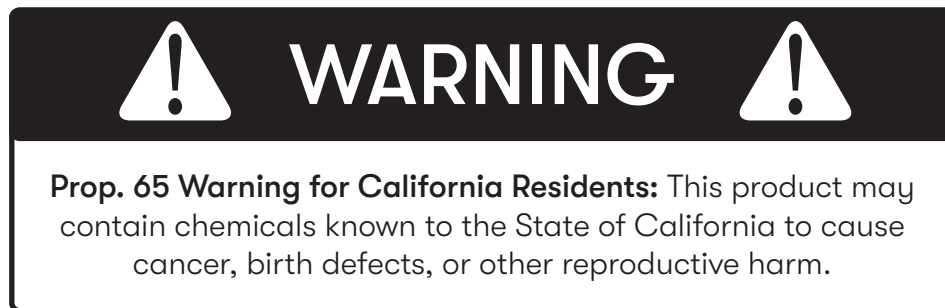 WARNING
Prop. 65 Warning for California Residents: This product may
contain chemicals known to the State of California to cause
cancer, birth defects, or other reproductive harm.